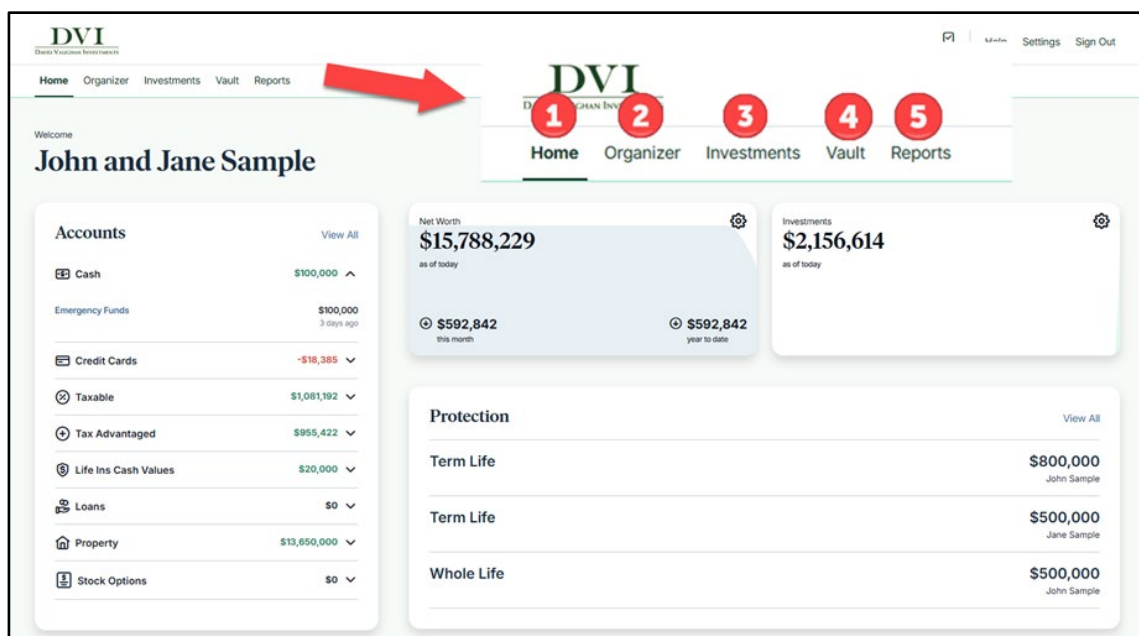 DVI
DAVID VAUGHAN INVESTMENTS
Help Settings Sign Out
Home Organizer Investments Vault Reports
DVI
1 2 3 4 5
Home Organizer Investments Vault Reports
Welcome
John and Jane Sample
Accounts View All
Cash $100,000
Emergency Funds $100,000
3 days ago
Credit Cards -$18,385
Taxable $1,081,192
Tax Advantaged $955,422
Life Ins Cash Values $20,000
Loans $0
Property $13,650,000
Stock Options $0
Net Worth
$15,788,229
as of today
$592,842 $592,842
this month year to date
Investments
$2,156,614
as of today
Protection View All
Term Life $800,000
John Sample
Term Life $500,000
Jane Sample
Whole Life $500,000
John Sample